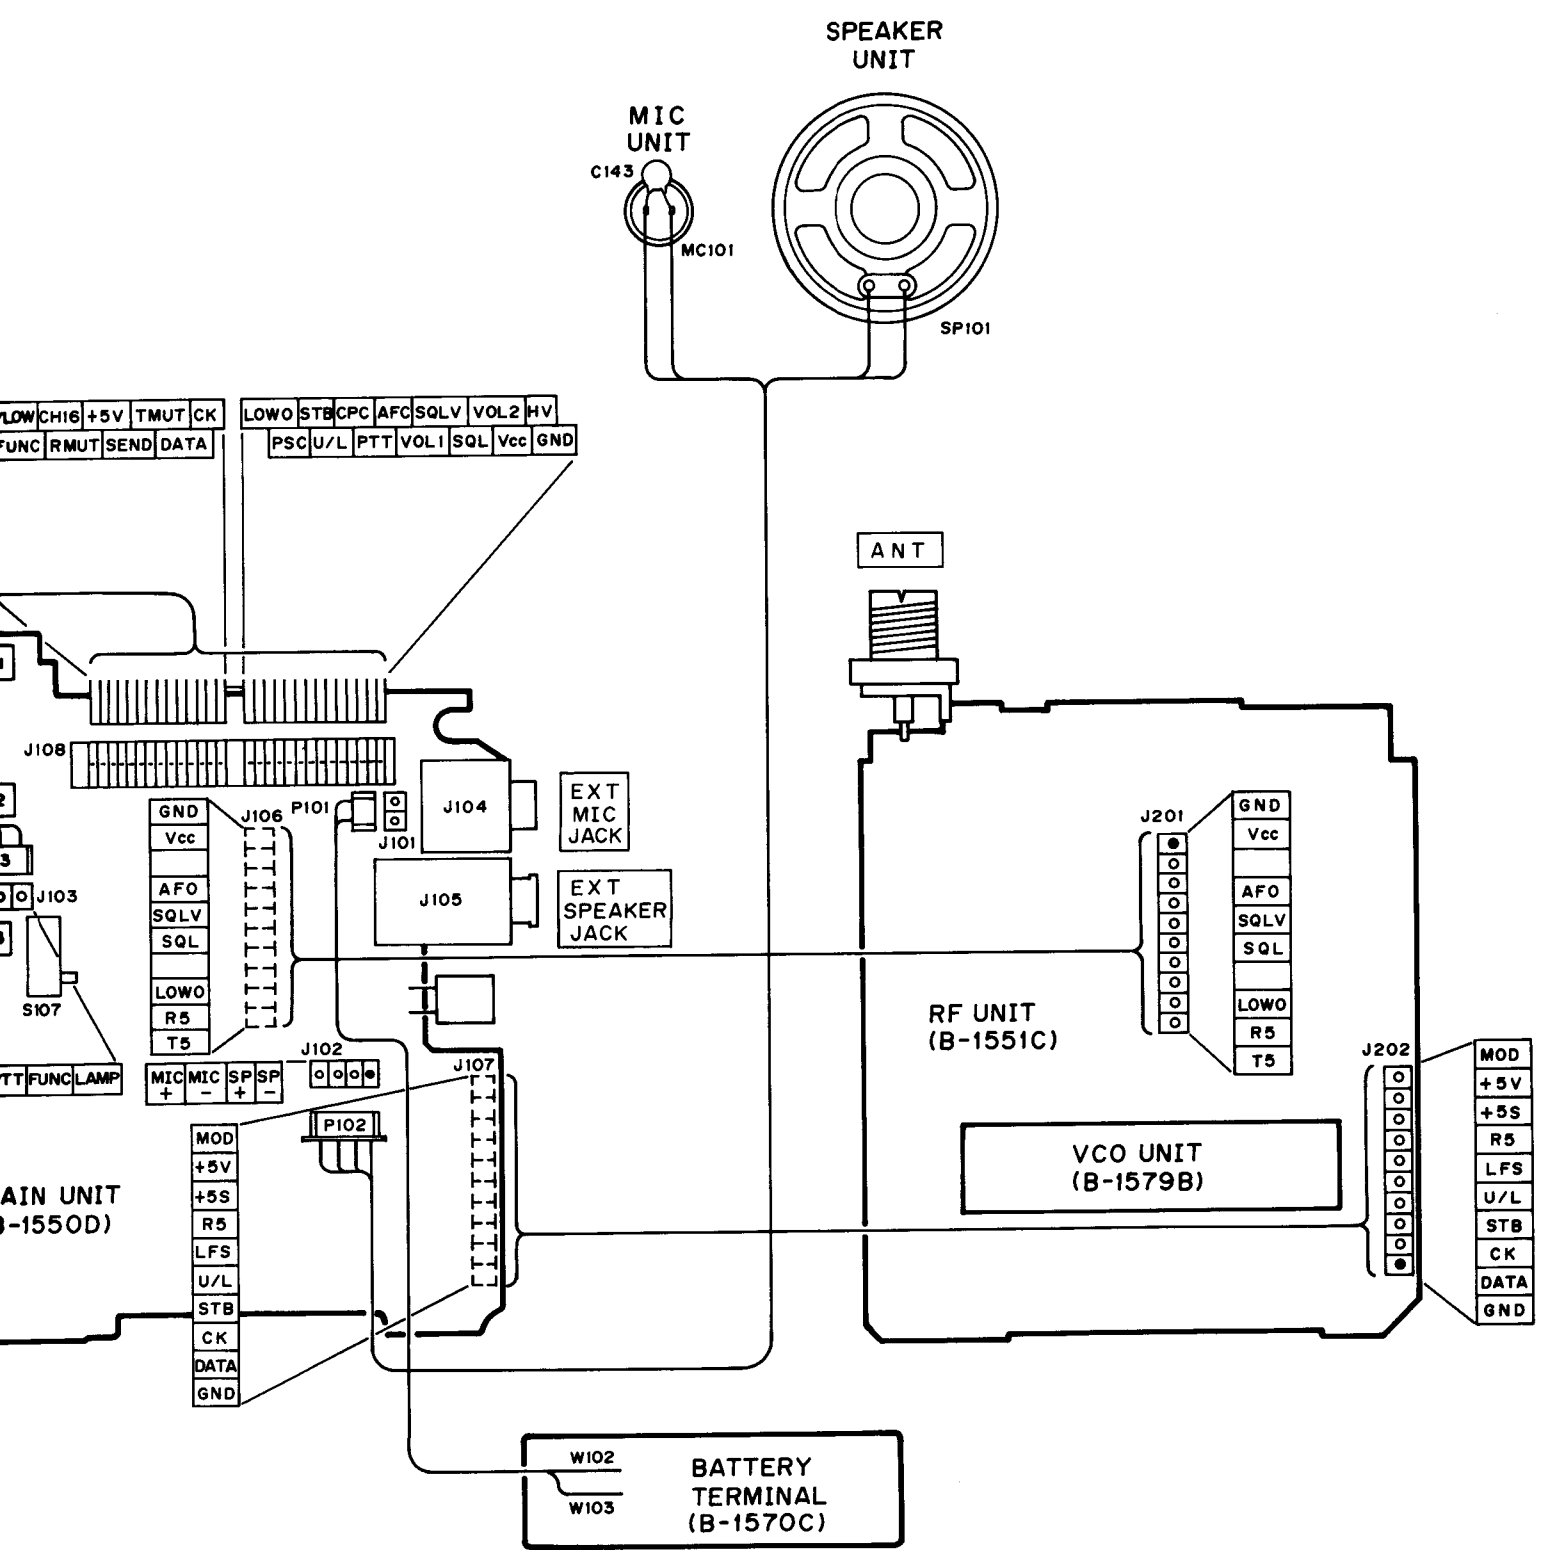 SPEAKER
UNIT
MIC
UNIT
C143
MC101
SP101
CH16 +5V TMUT CK
LOWO STB CPC AFC SQLV VOL2 HV
FUNC RMUT SEND DATA
PSC U/L PTT VOL1 SQL Vcc GND
ANT
J108
P101
J101
J104
EXT
MIC
JACK
J105
EXT
SPEAKER
JACK
GND
Vcc
AFO
SQLV
SQL
LOWO
R5
T5
J106
J103
S107
FUNC LAMP
MIC + MIC - SP + SP -
J102
P102
J107
MOD
+5V
+5S
R5
LFS
U/L
STB
CK
DATA
GND
AIN UNIT
B-1550D)
J201
GND
Vcc
AFO
SQLV
SQL
LOWO
R5
T5
RF UNIT
(B-1551C)
VCO UNIT
(B-1579B)
J202
MOD
+5V
+5S
R5
LFS
U/L
STB
CK
DATA
GND
W102
W103
BATTERY
TERMINAL
(B-1570C)